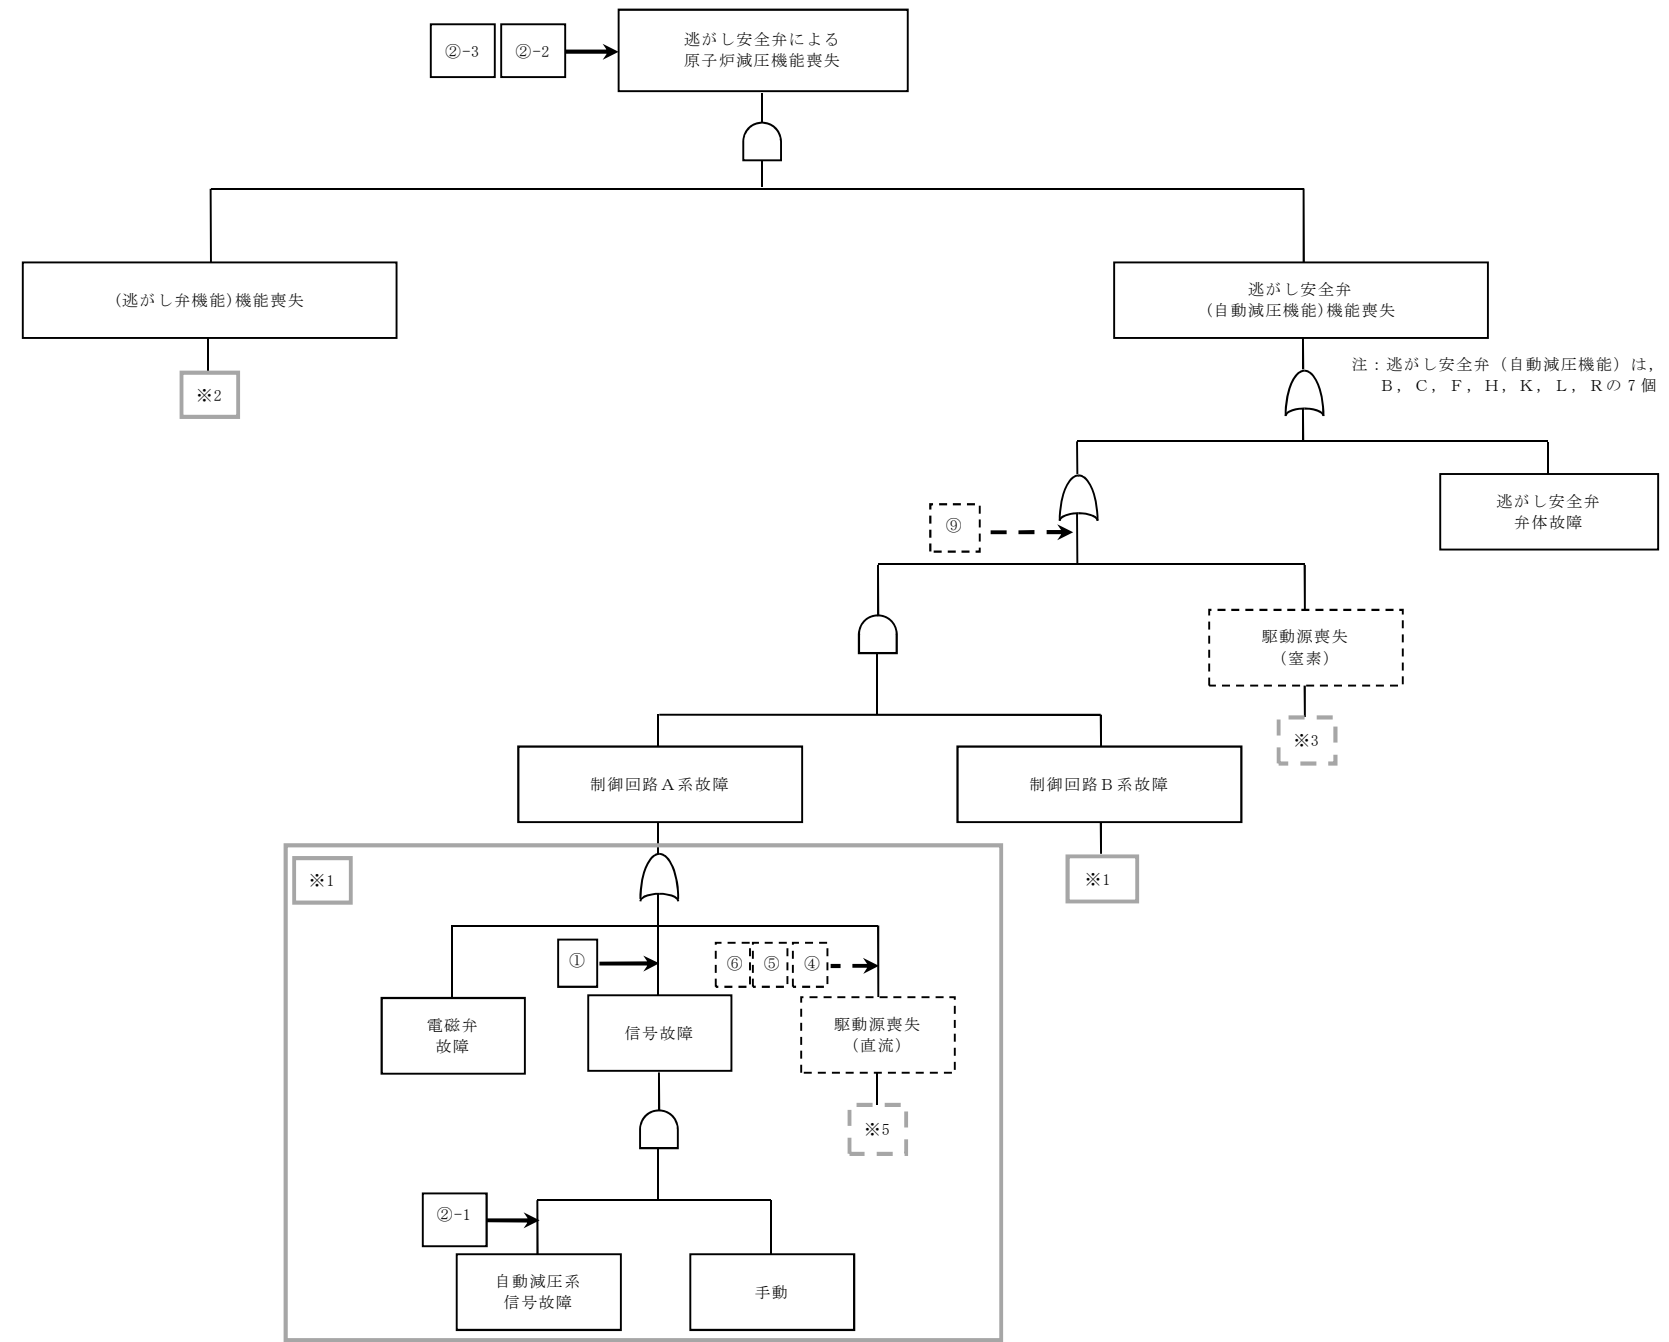 ②-3
②-2
逃がし安全弁による
原子炉減圧機能喪失
(逃がし弁機能)機能喪失
※2
逃がし安全弁
(自動減圧機能)機能喪失
注:逃がし安全弁(自動減圧機能)は,
B,C,F,H,K,L,Rの7個
⑨
逃がし安全弁
弁体故障
駆動源喪失
(窒素)
※3
制御回路A系故障
制御回路B系故障
※1
※1
①
⑥
⑤
④
電磁弁
故障
信号故障
駆動源喪失
(直流)
※5
②-1
自動減圧系
信号故障
手動